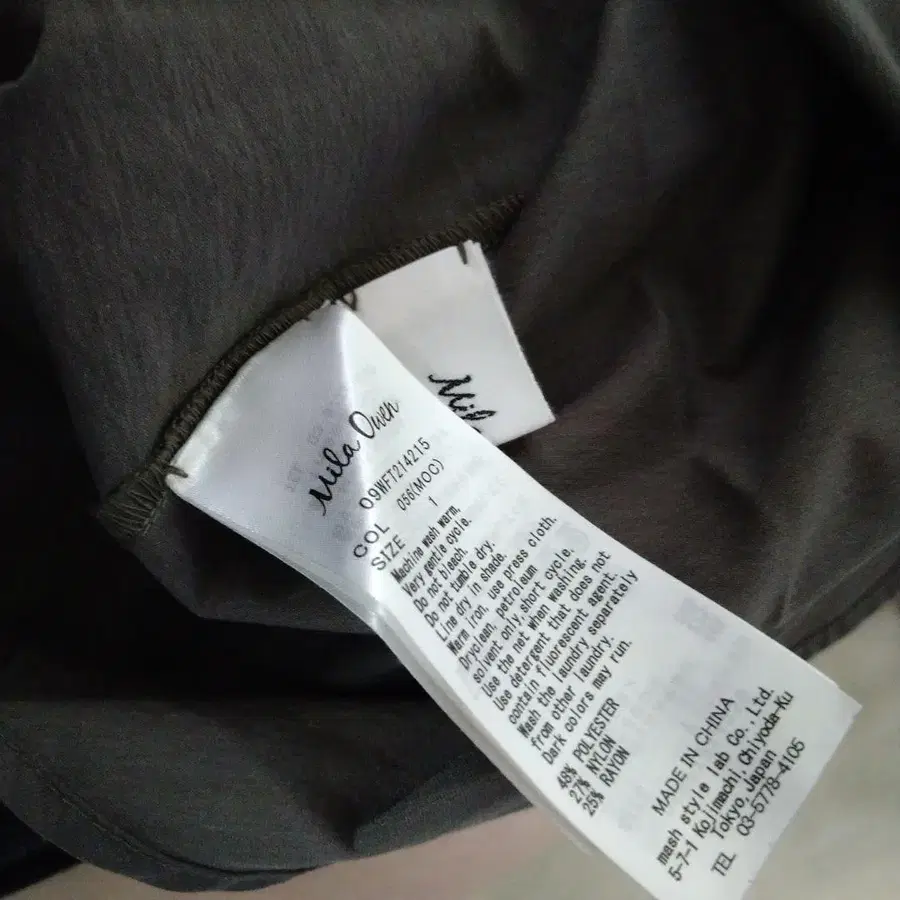 Mila Owen
09WFT214215
COL 056(MOC)
SIZE 1
Machine wash warm,
Very gentle cycle.
Do not bleach.
Do not tumble dry.
Line dry in shade.
Warm iron, use press cloth.
Dryclean, petroleum
solvent only, short cycle.
Use the net when washing.
Use detergent that does not
contain fluorescent agent.
Wash the laundry separately
from other laundry.
Dark colors may run.
48% POLYESTER
27% NYLON
25% RAYON
MADE IN CHINA
mash style lab Co., Ltd.
5-7-1 Kojimachi, Chiyoda-Ku
Tokyo, Japan
TEL 03-5778-4105
Mil